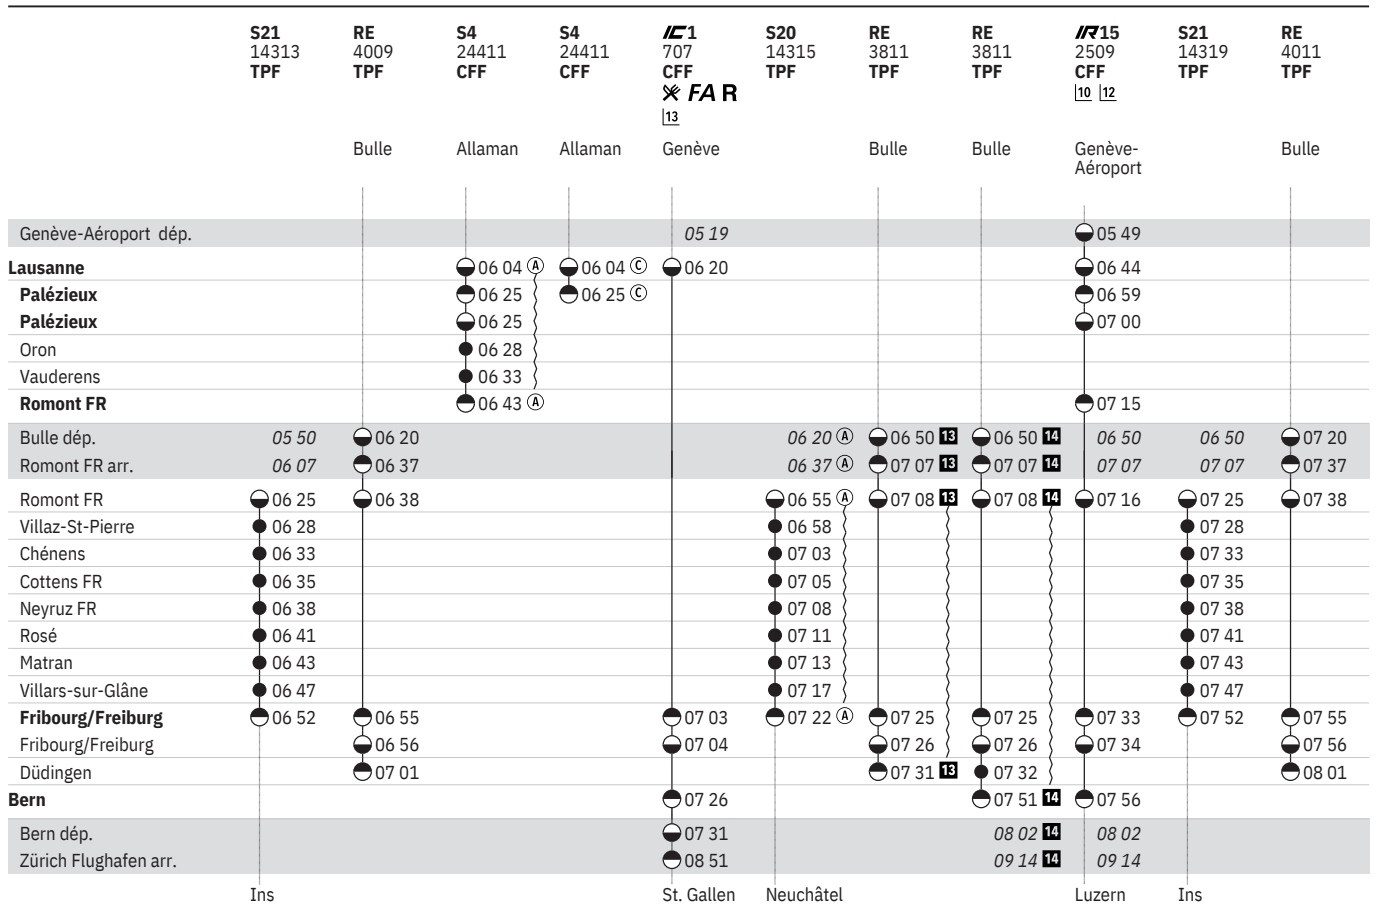 S21 RE S4 S4 IC1 S20 RE RE IR15 S21 RE
14313 4009 24411 24411 707 14315 3811 3811 2509 14319 4011
TPF TPF CFF CFF CFF TPF TPF TPF CFF TPF TPF
FA R 10 12
13
Bulle Allaman Allaman Genève Bulle Bulle Genève- Bulle
Aéroport
Genève-Aéroport dép. 05 19 05 49
Lausanne 06 04 Ⓐ 06 04 Ⓒ 06 20 06 44
Palézieux 06 25 06 25 Ⓒ 06 59
Palézieux 06 25 07 00
Oron 06 28
Vauderens 06 33
Romont FR 06 43 Ⓐ 07 15
Bulle dép. 05 50 06 20 06 20 Ⓐ 06 50 13 06 50 14 06 50 06 50 07 20
Romont FR arr. 06 07 06 37 06 37 Ⓐ 07 07 13 07 07 14 07 07 07 07 07 37
Romont FR 06 25 06 38 06 55 Ⓐ 07 08 13 07 08 14 07 16 07 25 07 38
Villaz-St-Pierre 06 28 06 58 07 28
Chénens 06 33 07 03 07 33
Cottens FR 06 35 07 05 07 35
Neyruz FR 06 38 07 08 07 38
Rosé 06 41 07 11 07 41
Matran 06 43 07 13 07 43
Villars-sur-Glâne 06 47 07 17 07 47
Fribourg/Freiburg 06 52 06 55 07 03 07 22 Ⓐ 07 25 07 25 07 33 07 52 07 55
Fribourg/Freiburg 06 56 07 04 07 26 07 26 07 34 07 56
Düdingen 07 01 07 31 13 07 32 08 01
Bern 07 26 07 51 14 07 56
Bern dép. 07 31 08 02 14 08 02
Zürich Flughafen arr. 08 51 09 14 14 09 14
Ins St. Gallen Neuchâtel Luzern Ins